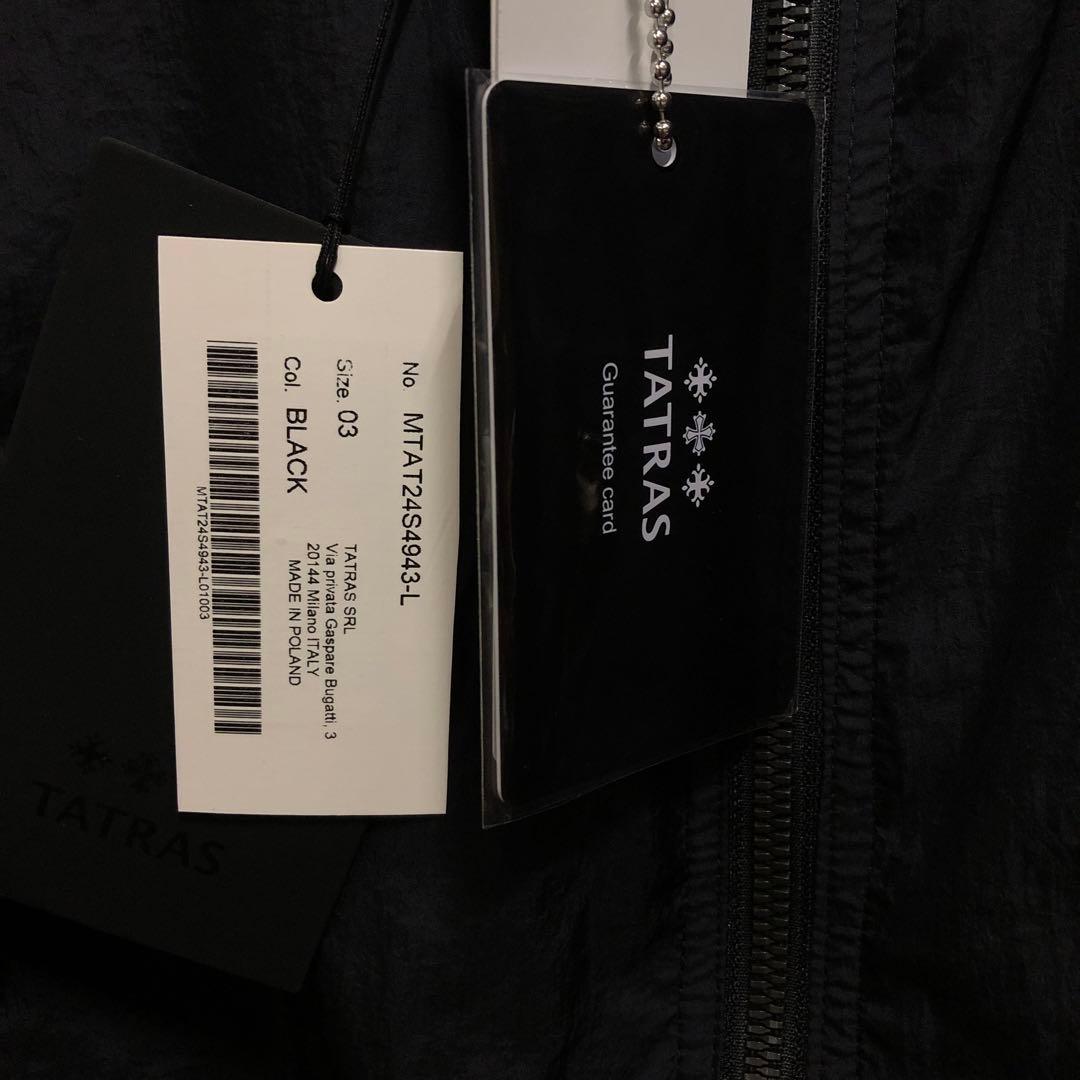 No. MTAT24S4943-L
Size. 03
Col. BLACK
TATRAS SRL
Via privata Gaspare Bugatti, 3
20144 Milano ITALY
MADE IN POLAND
MTAT24S4943-L01003
TATRAS
Guarantee card
TATRAS